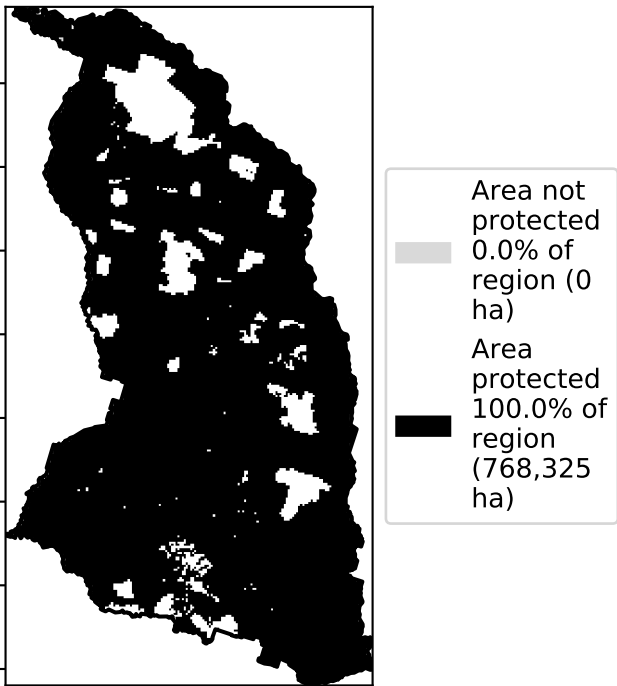 Area not
protected
0.0% of
region (0
ha)
Area
protected
100.0% of
region
(768,325
ha)